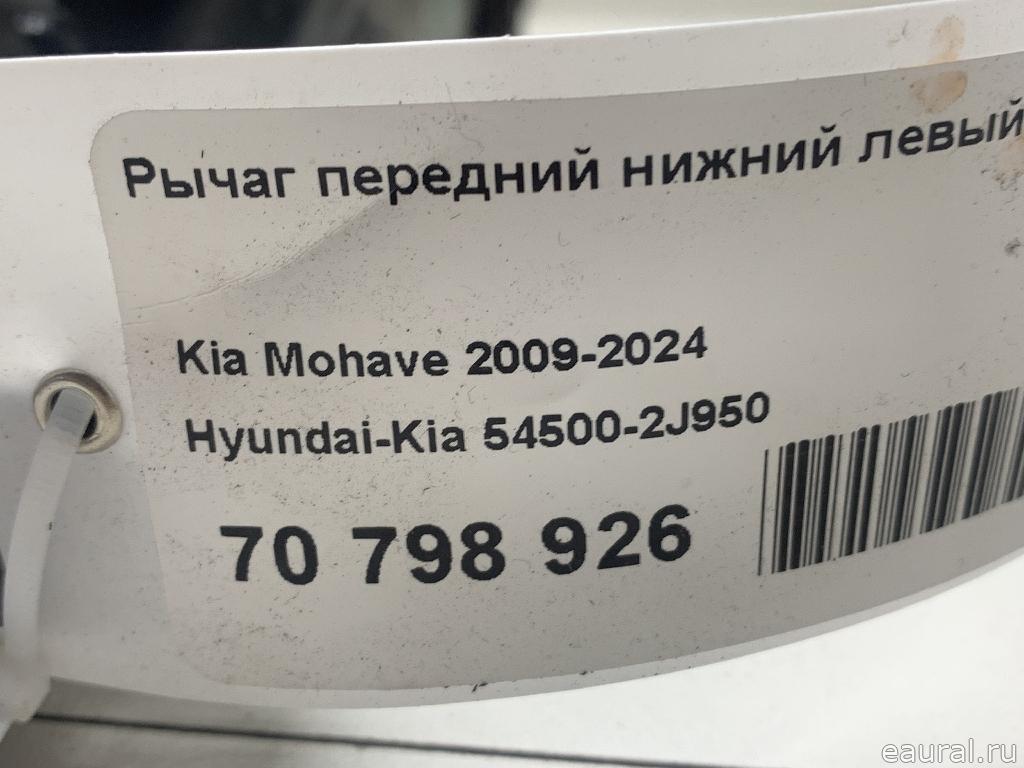 Рычаг передний нижний левый
Kia Mohave 2009-2024
Hyundai-Kia 54500-2J950
70 798 926
eaural.ru